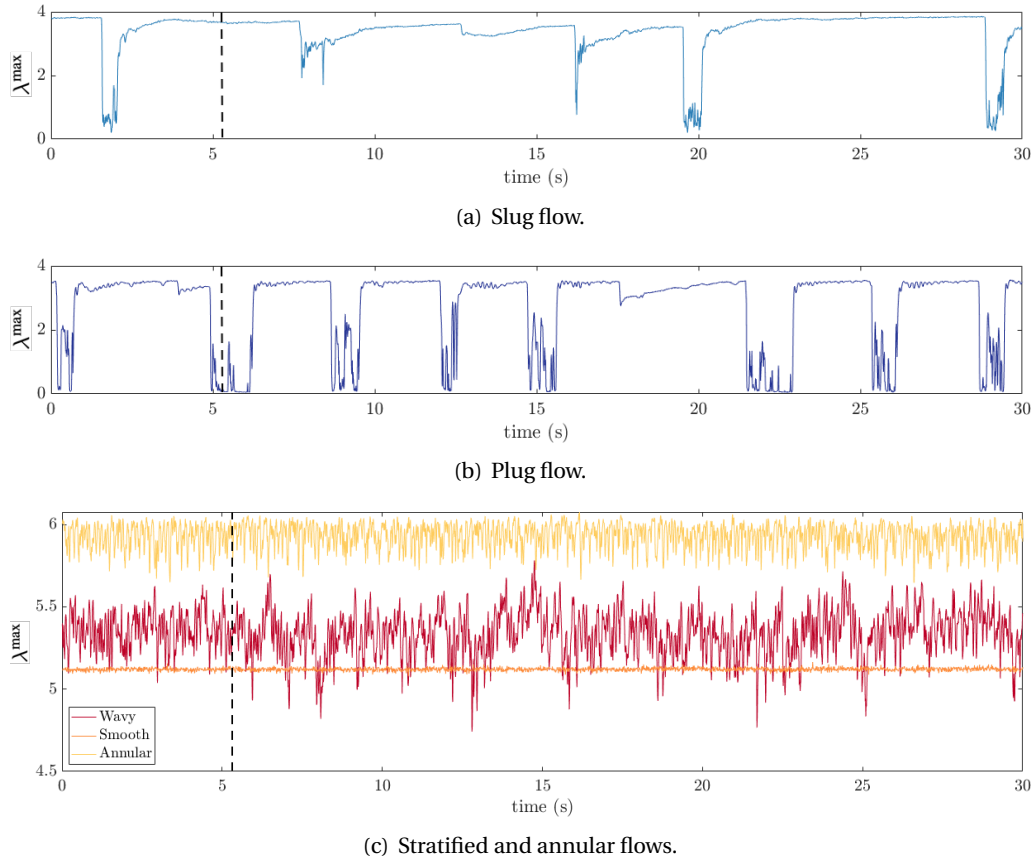 4
2
0
λmax
0 5 10 15 20 25 30
time (s)
(a) Slug flow.
4
2
0
λmax
0 5 10 15 20 25 30
time (s)
(b) Plug flow.
6
5.5
5
4.5
λmax
Wavy
Smooth
Annular
0 5 10 15 20 25 30
time (s)
(c) Stratified and annular flows.